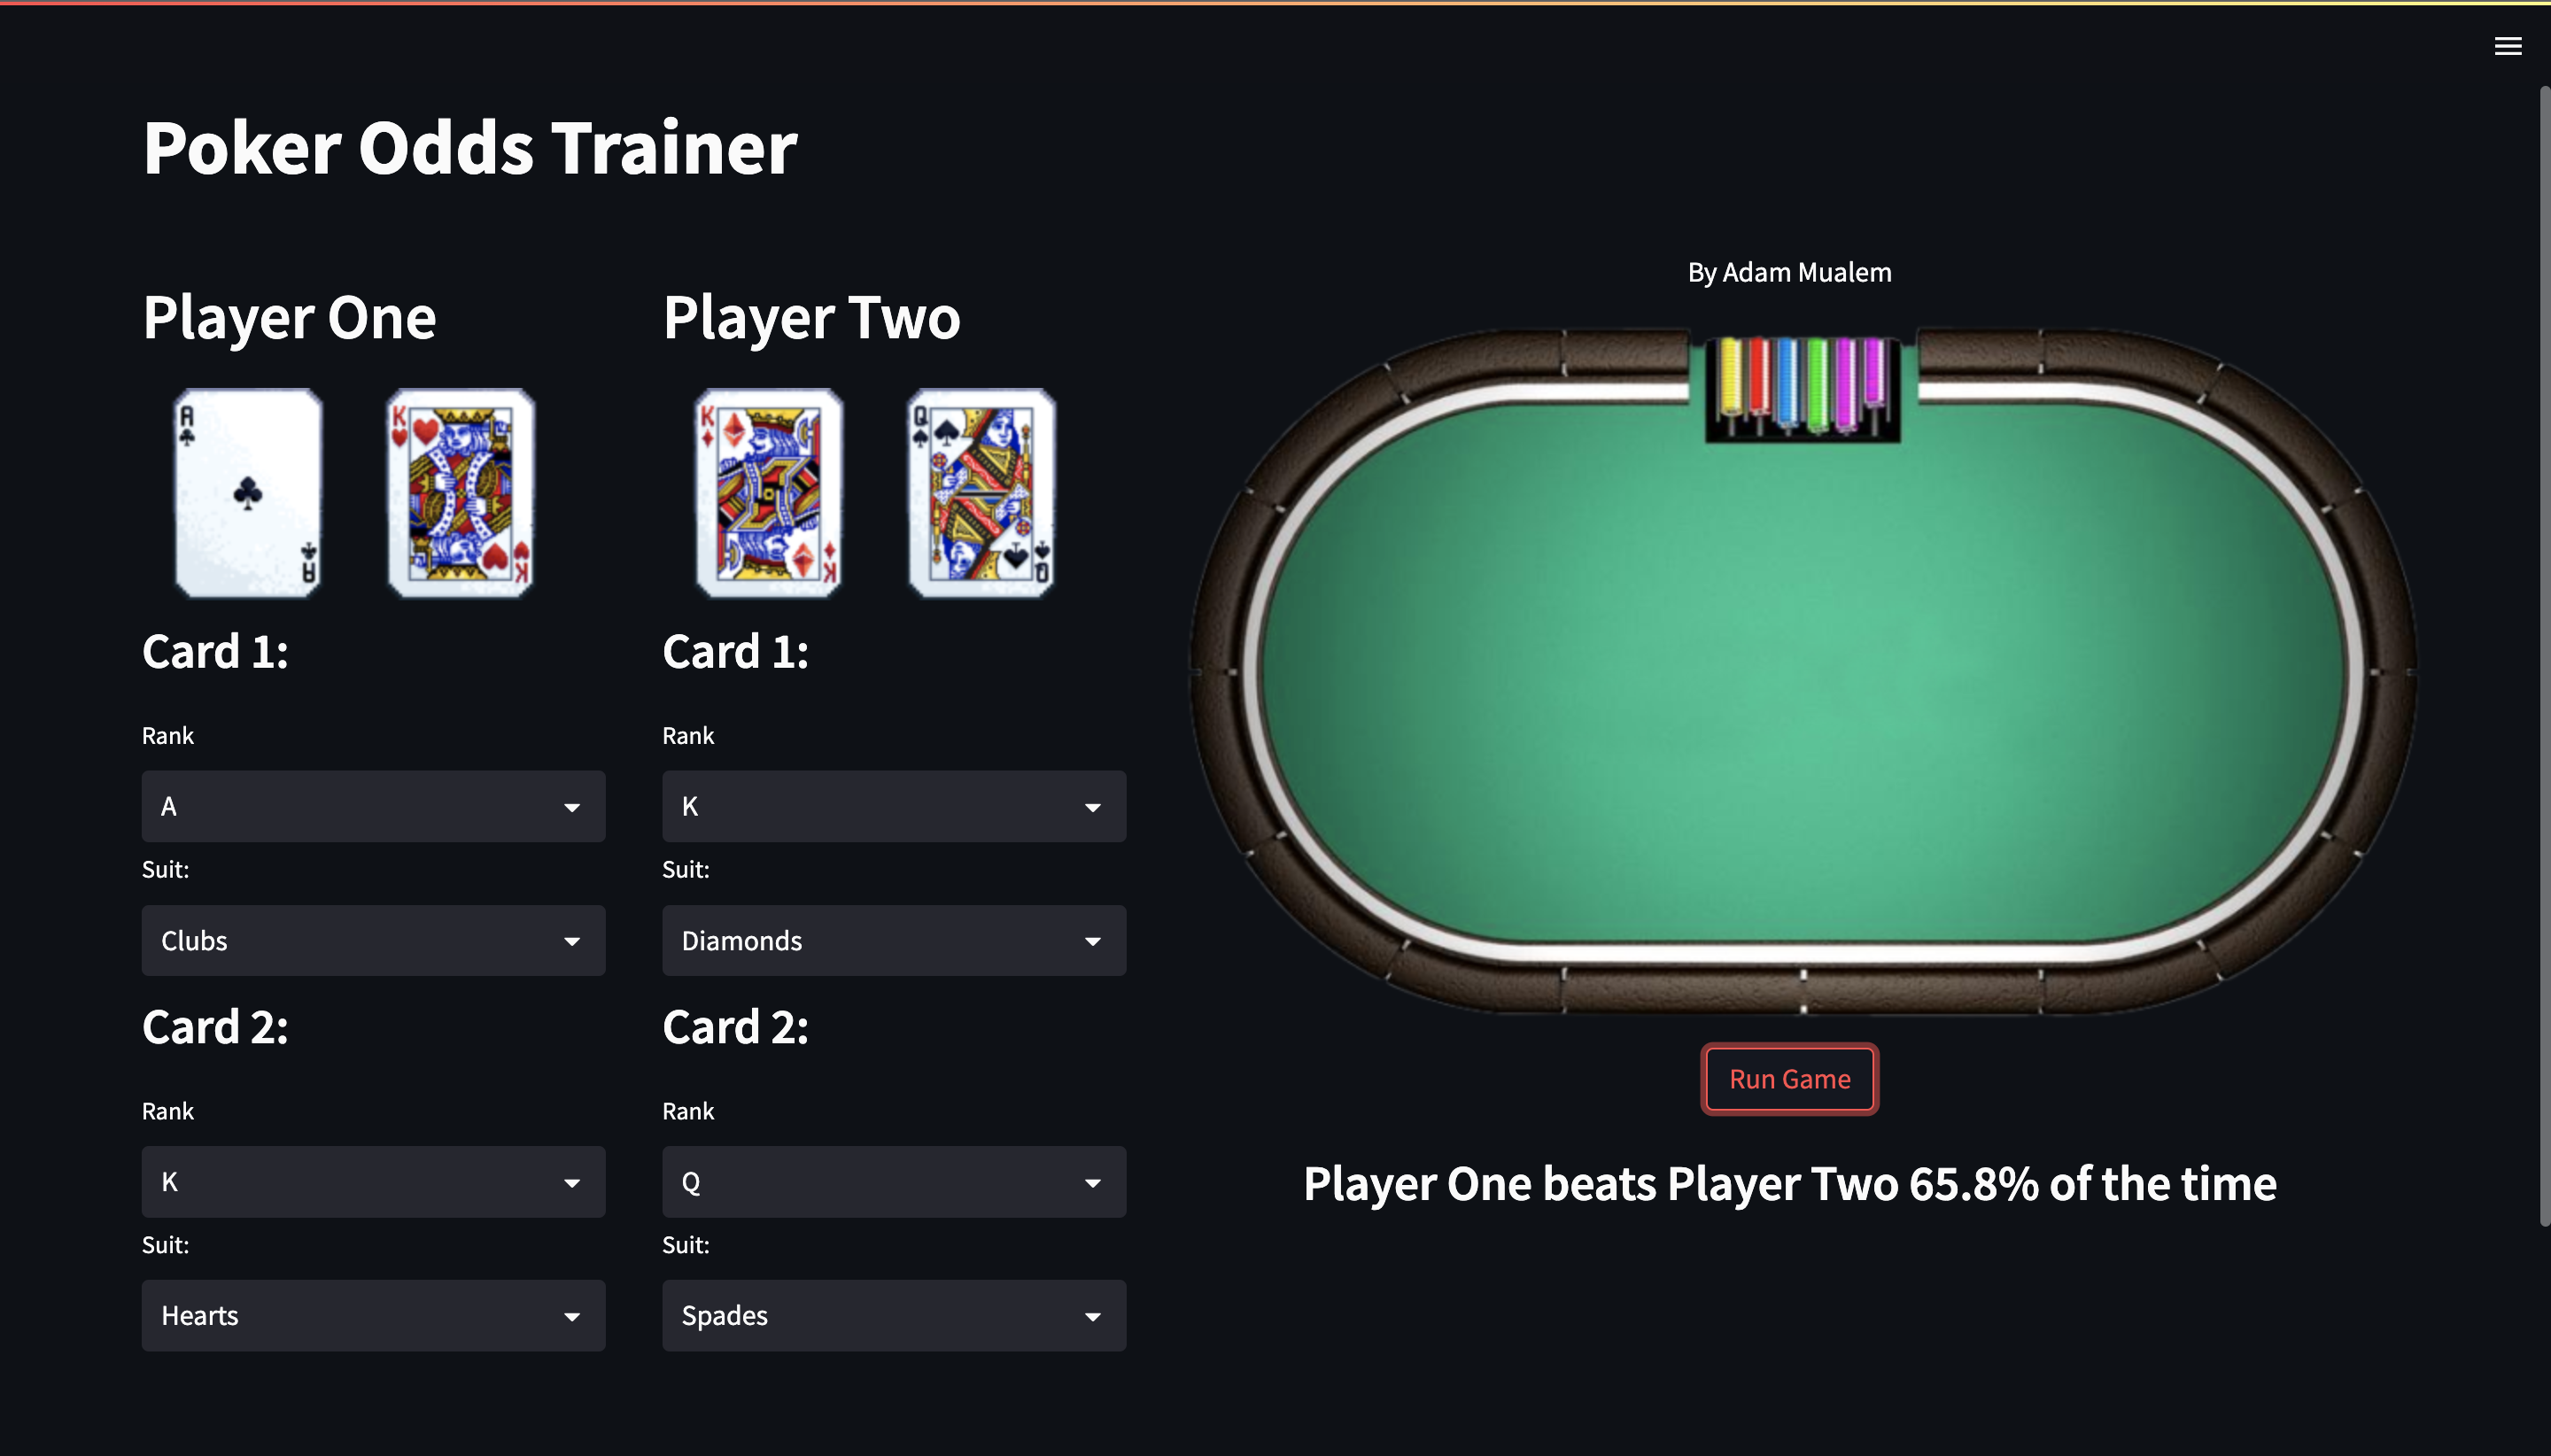 Poker Odds Trainer
Player One
A
K
A
K
Card 1:
Rank
A
Suit:
Clubs
Card 2:
Rank
K
Suit:
Hearts
Player Two
K
Q
K
Q
Card 1:
Rank
K
Suit:
Diamonds
Card 2:
Rank
Q
Suit:
Spades
By Adam Mualem
Run Game
Player One beats Player Two 65.8% of the time